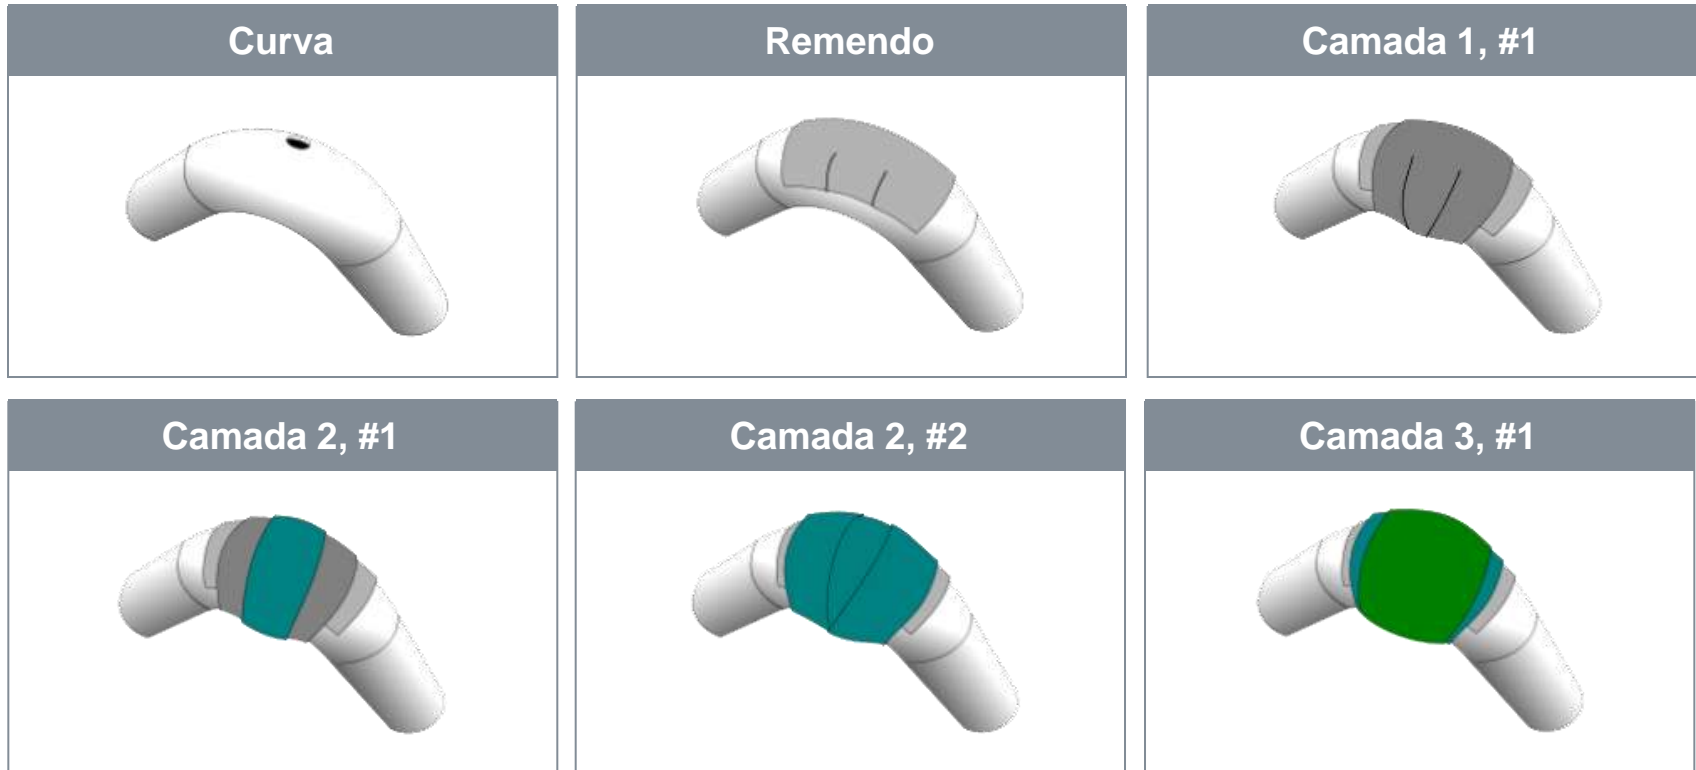 Curva
Remendo
Camada 1, #1
Camada 2, #1
Camada 2, #2
Camada 3, #1